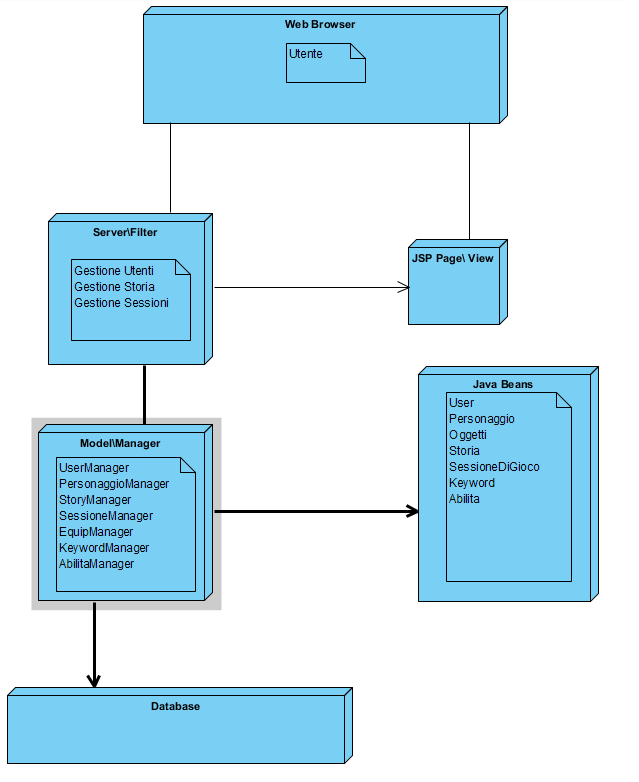 Web Browser
Utente
Server\Filter
Gestione Utenti
Gestione Storia
Gestione Sessioni
JSP Page\ View
Model\Manager
UserManager
PersonaggioManager
StoryManager
SessioneManager
EquipManager
KeywordManager
AbilitaManager
Java Beans
User
Personaggio
Oggetti
Storia
SessioneDiGioco
Keyword
Abilita
Database